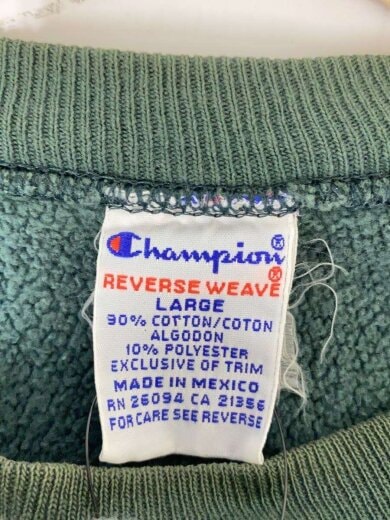 Champion®
REVERSE WEAVE®
LARGE
90% COTTON/COTON
ALGODON
10% POLYESTER
EXCLUSIVE OF TRIM
MADE IN MEXICO
RN 26094 CA 21356
FOR CARE SEE REVERSE